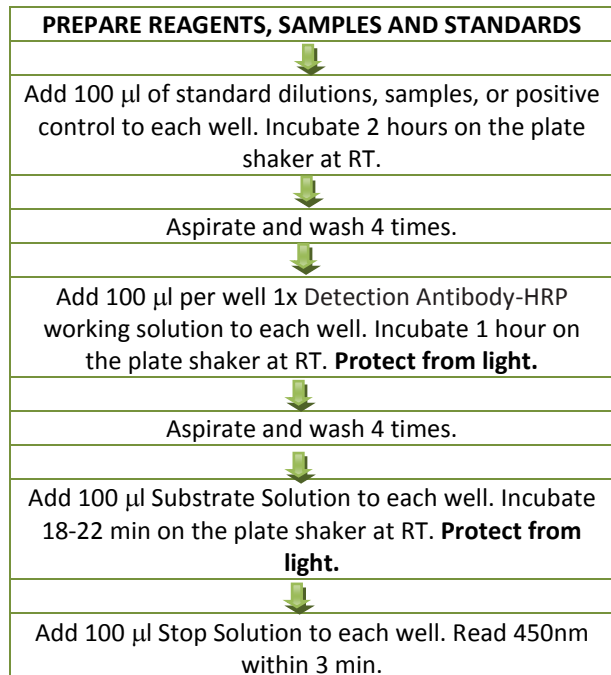 PREPARE REAGENTS, SAMPLES AND STANDARDS
Add 100 μl of standard dilutions, samples, or positive
control to each well. Incubate 2 hours on the plate
shaker at RT.
Aspirate and wash 4 times.
Add 100 μl per well 1x Detection Antibody-HRP
working solution to each well. Incubate 1 hour on
the plate shaker at RT. Protect from light.
Aspirate and wash 4 times.
Add 100 μl Substrate Solution to each well. Incubate
18-22 min on the plate shaker at RT. Protect from
light.
Add 100 μl Stop Solution to each well. Read 450nm
within 3 min.